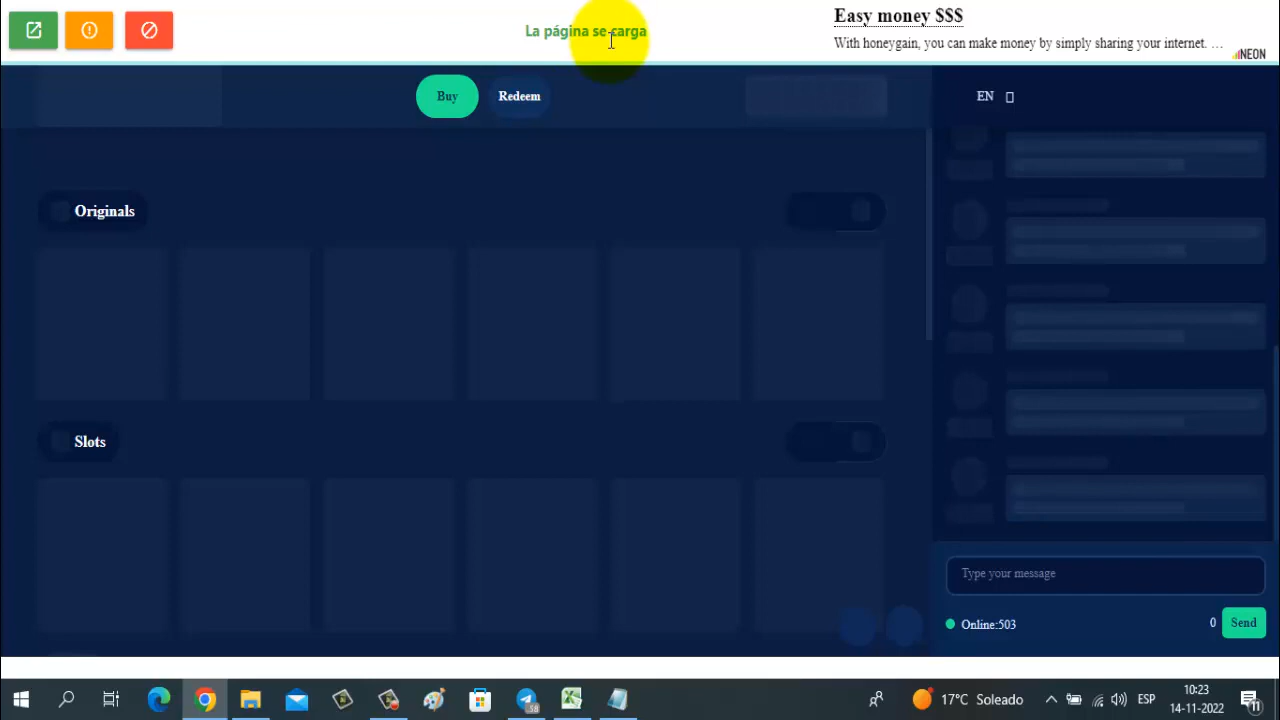 La página se carga
Easy money $$$
With honeygain, you can make money by simply sharing your internet. ...
NEON
Buy
Redeem
EN
Originals
Slots
Type your message
Online:503
0
Send
58
17°C Soleado
ESP
0:23
14-11-2022
11